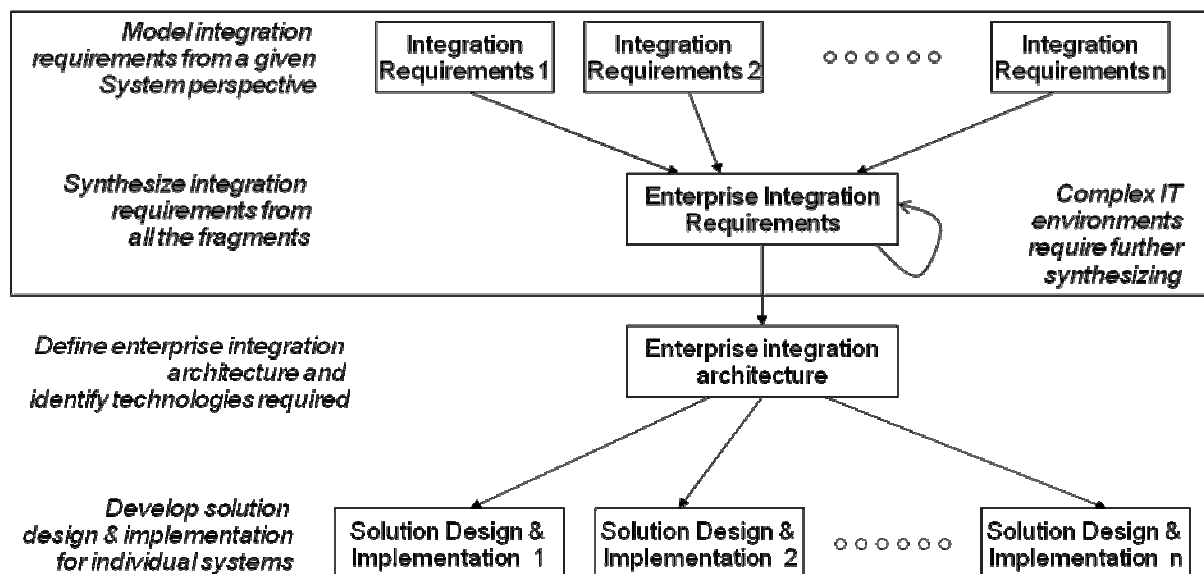 Model integration
requirements from a given
System perspective
Integration
Requirements 1
Integration
Requirements 2
Integration
Requirements n
Synthesize integration
requirements from
all the fragments
Enterprise Integration
Requirements
Complex IT
environments
require further
synthesizing
Define enterprise integration
architecture and
identify technologies required
Enterprise integration
architecture
Develop solution
design & implementation
for individual systems
Solution Design &
Implementation 1
Solution Design &
Implementation 2
Solution Design &
Implementation n